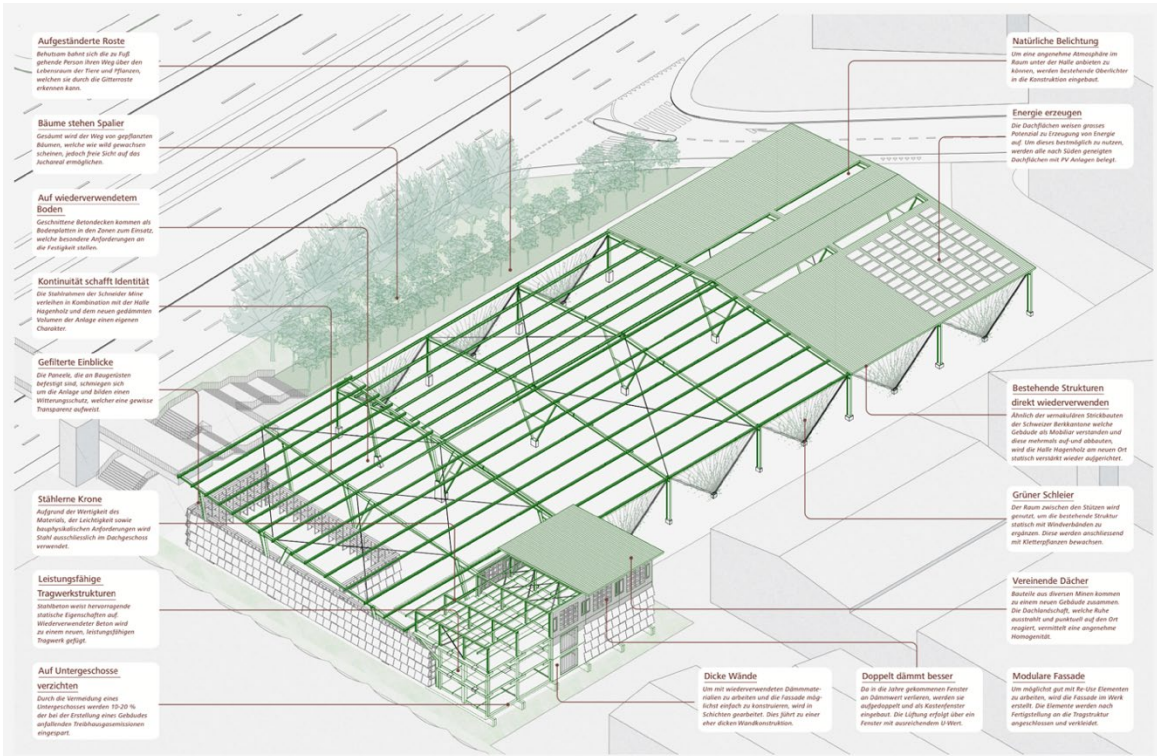 Aufgeständerte Roste
Behutsam bahnt sich die zu Fuß
gehende Person ihren Weg über den
Lebensraum der Tiere und Pflanzen,
welchen sie durch die Gitterroste
erkennen kann.
Bäume stehen Spalier
Gesäumt wird der Weg von gepflanzten
Bäumen, welche wie wild gewachsen
scheinen, jedoch freie Sicht auf das
Juchareal ermöglichen.
Auf wiederverwendetem
Boden
Geschnittene Betondecken kommen als
Bodenplatten in den Zonen zum Einsatz,
welche besondere Anforderungen an
die Festigkeit stellen.
Kontinuität schafft Identität
Die Stahlrahmen der Schneider Mine
verleihen in Kombination mit der Halle
Hagenholz und dem neuen gedämmten
Volumen der Anlage einen eigenen
Charakter.
Gefilterte Einblicke
Die Paneele, die an Baugerüsten
befestigt sind, schmiegen sich
um die Anlage und bilden einen
Witterungsschutz, welcher eine gewisse
Transparenz aufweist.
Stählerne Krone
Aufgrund der Wertigkeit des
Materials, der Leichtigkeit sowie
bauphysikalischen Anforderungen wird
Stahl ausschliesslich im Dachgeschoss
verwendet.
Leistungsfähige
Tragwerkstrukturen
Stahlbeton weist hervorragende
statische Eigenschaften auf.
Wiederverwendeter Beton wird
zu einem neuen, leistungsfähigen
Tragwerk gefügt.
Auf Untergeschosse
verzichten
Durch die Vermeidung eines
Untergeschosses werden 10-20 %
der bei der Erstellung eines Gebäudes
anfallenden Treibhausgasemissionen
eingespart.
Natürliche Belichtung
Um eine angenehme Atmosphäre im
Raum unter der Halle anbieten zu
können, werden bestehende Oberlichter
in die Konstruktion eingebaut.
Energie erzeugen
Die Dachflächen weisen grosses
Potenzial zu Erzeugung von Energie
auf. Um dieses bestmöglich zu nutzen,
werden alle nach Süden geneigten
Dachflächen mit PV Anlagen belegt.
Bestehende Strukturen
direkt wiederverwenden
Ähnlich der vernakulären Strickbauten
der Schweizer Berkkantone welche
Gebäude als Mobiliar verstanden und
diese mehrmals auf-und abbauten,
wird die Halle Hagenholz am neuen Ort
statisch verstärkt wieder aufgerichtet.
Grüner Schleier
Der Raum zwischen den Stützen wird
genutzt, um die bestehende Struktur
statisch mit Windverbänden zu
ergänzen. Diese werden anschliessend
mit Kletterpflanzen bewachsen.
Vereinende Dächer
Bauteile aus diversen Minen kommen
zu einem neuen Gebäude zusammen.
Die Dachlandschaft, welche Ruhe
ausstrahlt und punktuell auf den Ort
reagiert, vermittelt eine angenehme
Homogenität.
Dicke Wände
Um mit wiederverwendeten Dämmmate-
rialien zu arbeiten und die Fassade mög-
lichst einfach zu konstruieren, wird in
Schichten gearbeitet. Dies führt zu einer
eher dicken Wandkonstruktion.
Doppelt dämmt besser
Da in die Jahre gekommenen Fenster
an Dämmwert verlieren, werden sie
aufgedoppelt und als Kastenfenster
eingebaut. Die Lüftung erfolgt über ein
Fenster mit ausreichendem U-Wert.
Modulare Fassade
Um möglichst gut mit Re-Use Elementen
zu arbeiten, wird die Fassade im Werk
erstellt. Die Elemente werden nach
Fertigstellung an die Tragstruktur
angeschlossen und verkleidet.